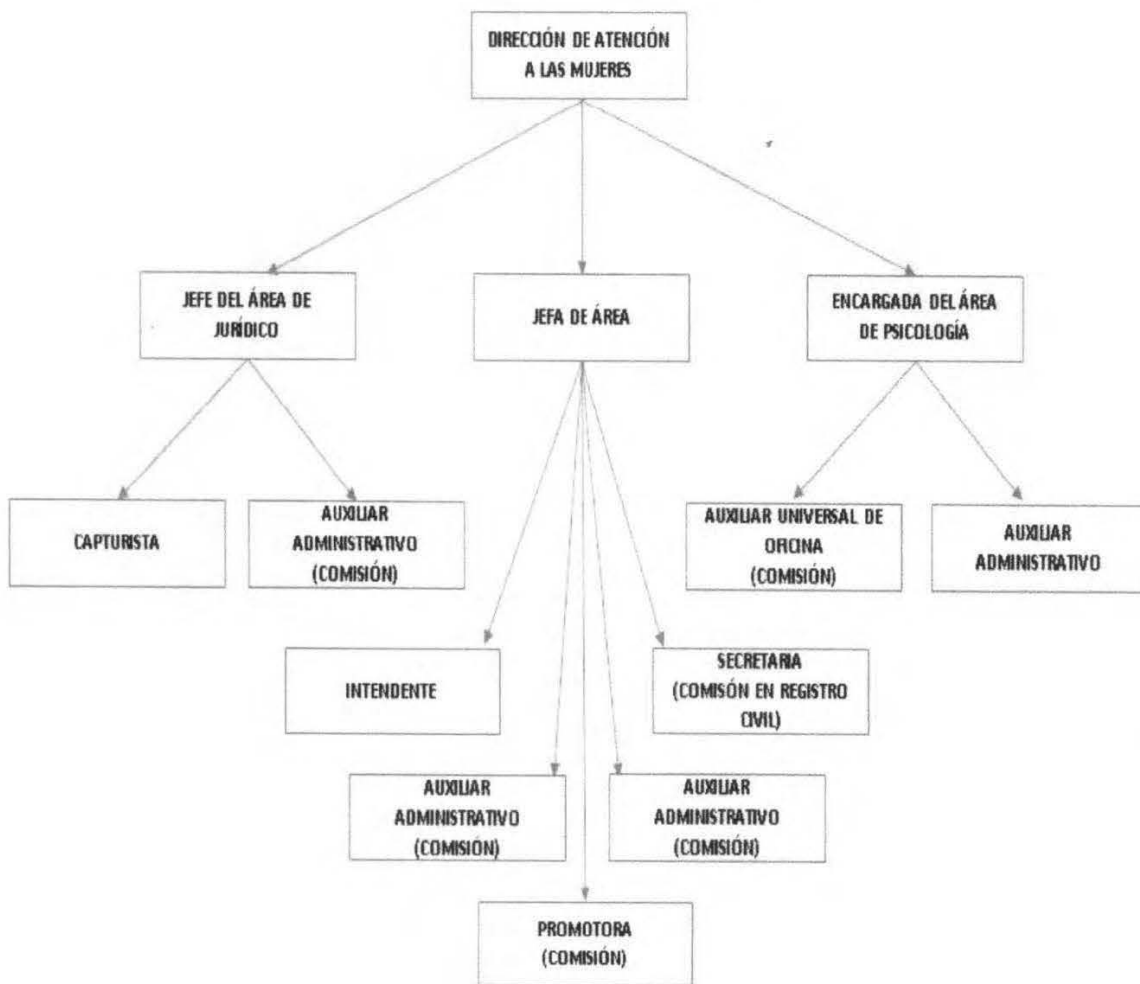 DIRECCIÓN DE ATENCIÓN
A LAS MUJERES
JEFE DEL ÁREA DE
JURÍDICO
JEFA DE ÁREA
ENCARGADA DEL ÁREA
DE PSICOLOGÍA
CAPTURISTA
AUXILIAR
ADMINISTRATIVO
(COMISIÓN)
AUXILIAR UNIVERSAL DE
OFICINA
(COMISIÓN)
AUXILIAR
ADMINISTRATIVO
INTENDENTE
SECRETARIA
(COMISÓN EN REGISTRO
CIVIL)
AUXILIAR
ADMINISTRATIVO
(COMISIÓN)
AUXILIAR
ADMINISTRATIVO
(COMISIÓN)
PROMOTORA
(COMISIÓN)